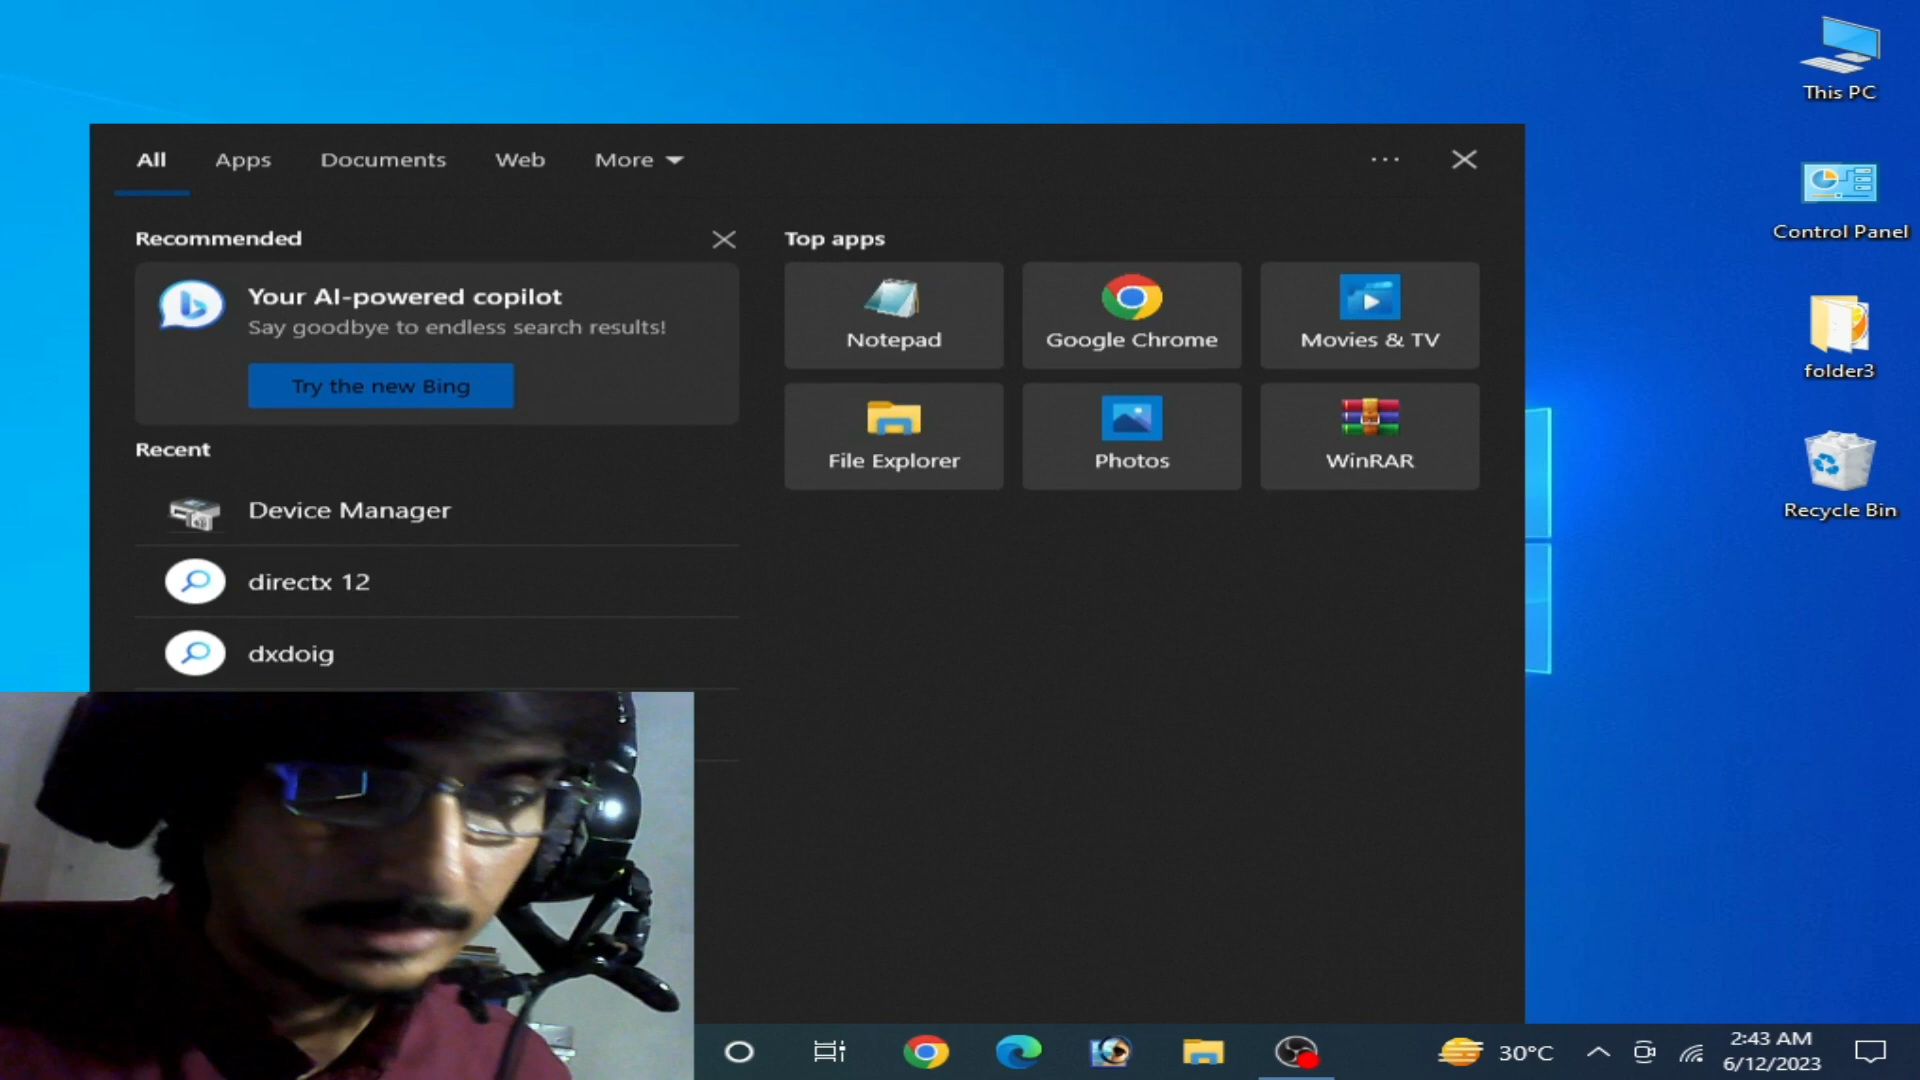 This PC
All Apps Documents Web More
Recommended
Top apps
Your AI-powered copilot
Say goodbye to endless search results!
Try the new Bing
Notepad
Google Chrome
Movies & TV
Control Panel
folder3
File Explorer
Photos
WinRAR
Recycle Bin
Recent
Device Manager
directx 12
dxdoig
30°C
2:43 AM
6/12/2023